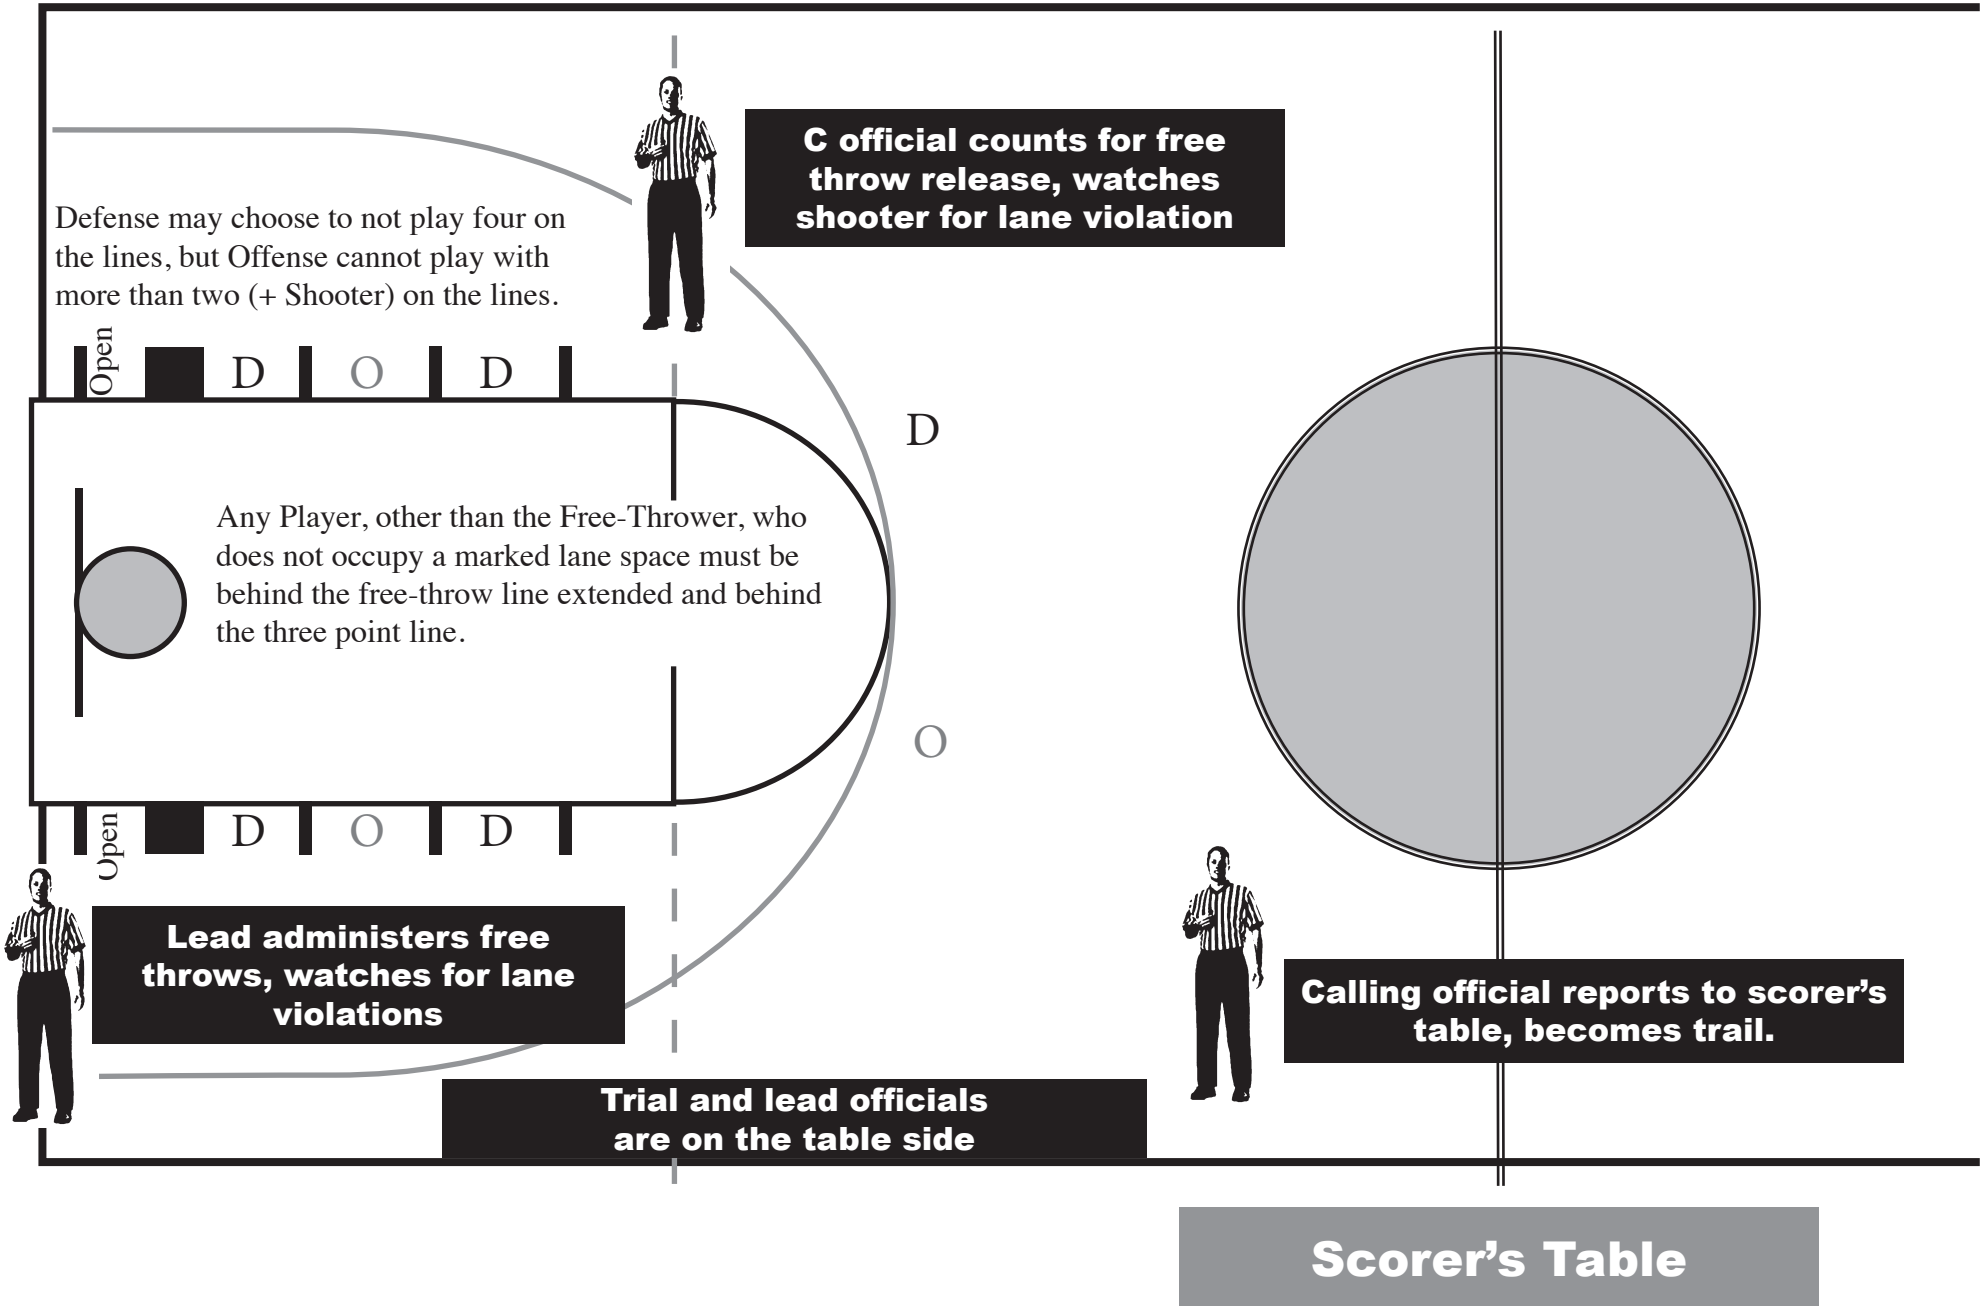 C official counts for free
throw release, watches
shooter for lane violation
Defense may choose to not play four on
the lines, but Offense cannot play with
more than two (+ Shooter) on the lines.
Open
D O D
D
Any Player, other than the Free-Thrower, who
does not occupy a marked lane space must be
behind the free-throw line extended and behind
the three point line.
O
Open
D O D
Lead administers free
throws, watches for lane
violations
Calling official reports to scorer’s
table, becomes trail.
Trial and lead officials
are on the table side
Scorer’s Table